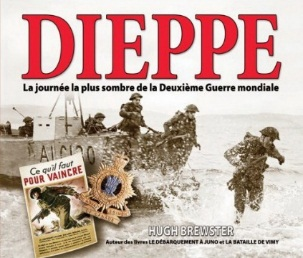 DIEPPE
La journée la plus sombre de la Deuxième Guerre mondiale
Ce qu'il faut
POUR VAINCRE
HUGH BREWSTER
Auteur des livres LE DÉBARQUEMENT À JUNO et LA BATAILLE DE VIMY